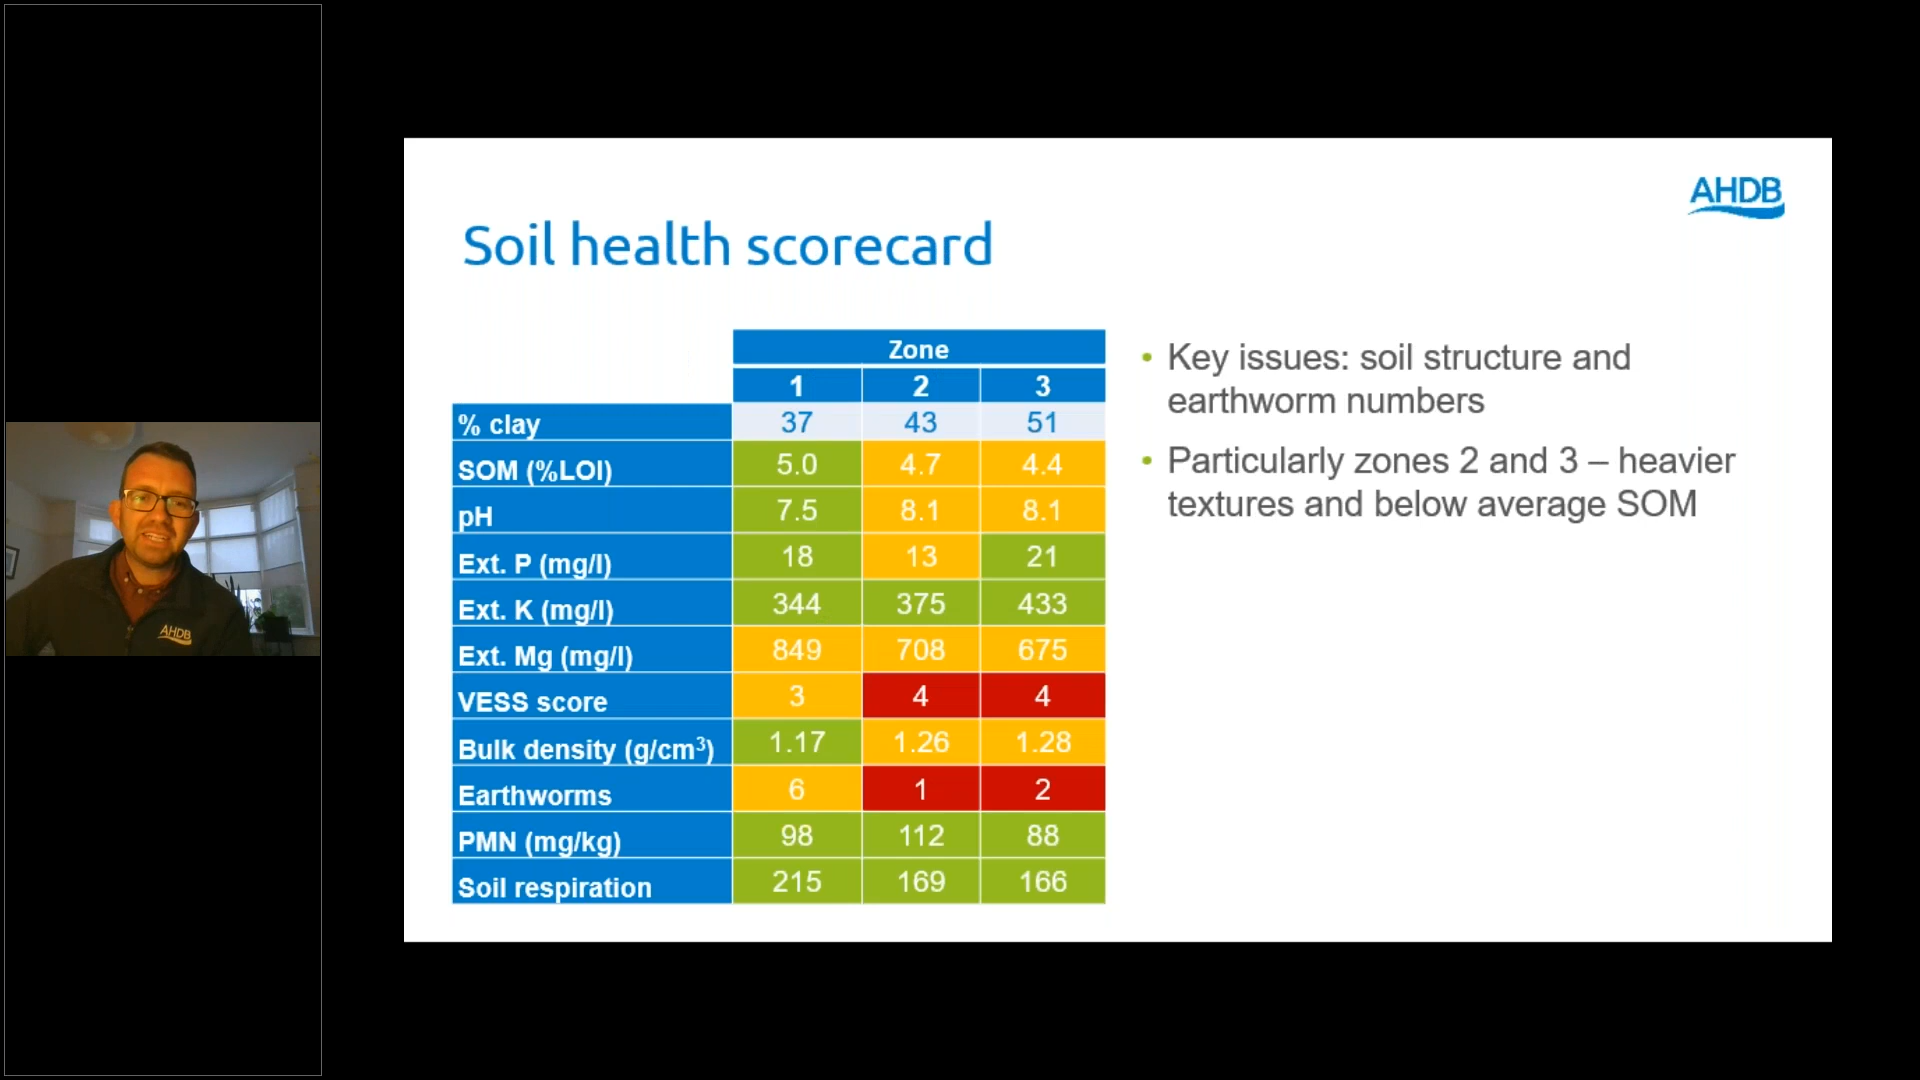 AHDB
Soil health scorecard
Zone
1 2 3
% clay 37 43 51
SOM (%LOI) 5.0 4.7 4.4
pH 7.5 8.1 8.1
Ext. P (mg/l) 18 13 21
Ext. K (mg/l) 344 375 433
Ext. Mg (mg/l) 849 708 675
VESS score 3 4 4
Bulk density (g/cm³) 1.17 1.26 1.28
Earthworms 6 1 2
PMN (mg/kg) 98 112 88
Soil respiration 215 169 166
• Key issues: soil structure and
earthworm numbers
• Particularly zones 2 and 3 – heavier
textures and below average SOM
AHDB